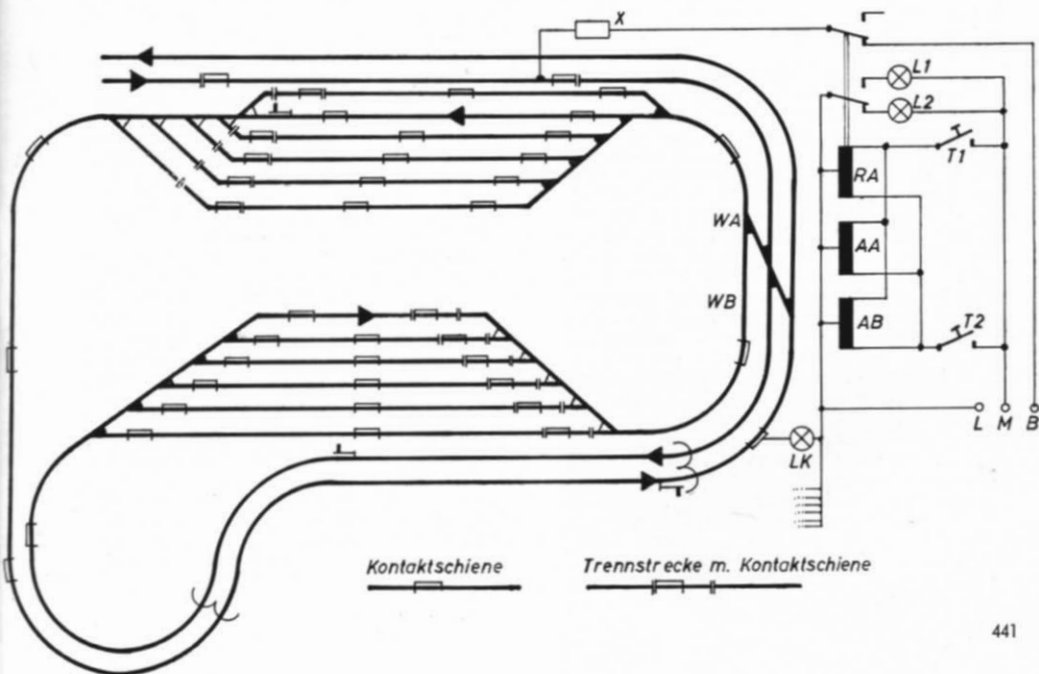 X
L1
L2
T1
RA
WA
AA
WB
AB
T2
L M B
LK
Kontaktschiene
Trennstrecke m. Kontaktschiene
441